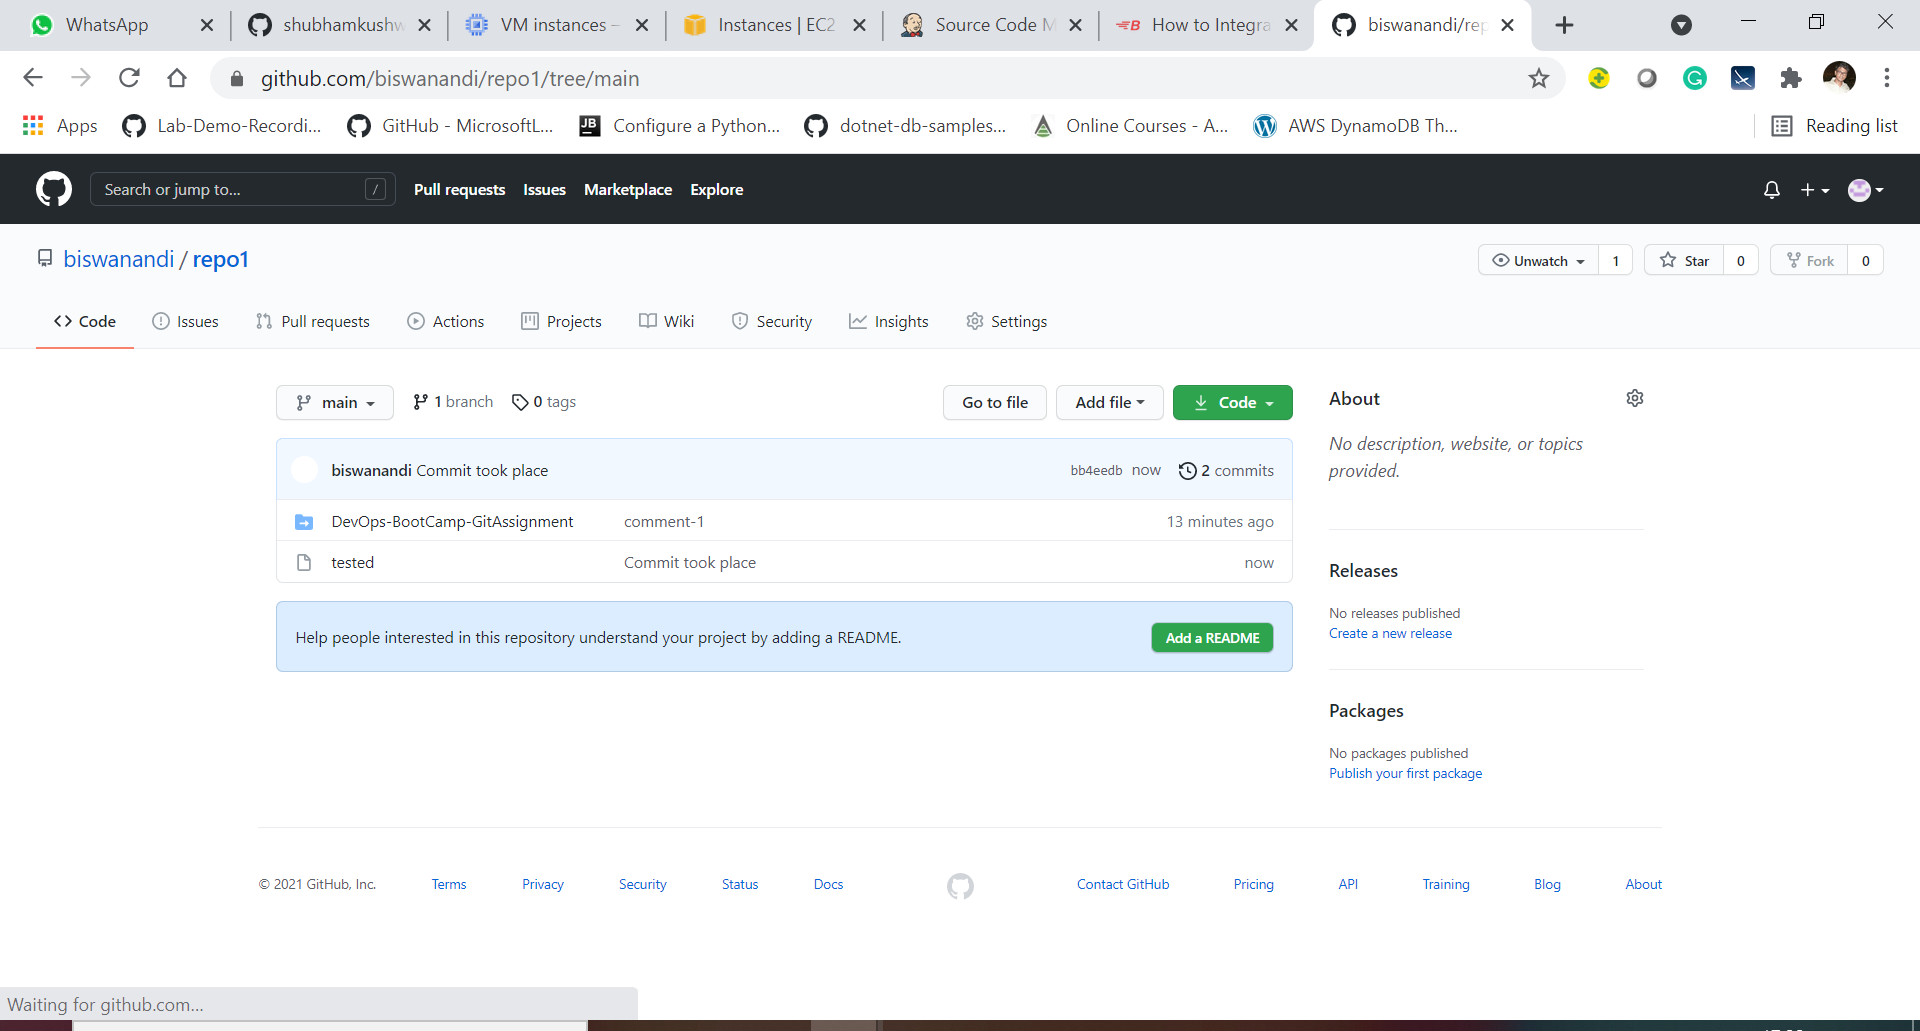 WhatsApp
shubhamkushw
VM instances –
Instances | EC2
Source Code M
How to Integra
biswanandi/rep
github.com/biswanandi/repo1/tree/main
Apps
Lab-Demo-Recordi...
GitHub - MicrosoftL...
Configure a Python...
dotnet-db-samples...
Online Courses - A...
AWS DynamoDB Th...
Reading list
Search or jump to...
/
Pull requests
Issues
Marketplace
Explore
biswanandi / repo1
Unwatch 1
Star 0
Fork 0
Code
Issues
Pull requests
Actions
Projects
Wiki
Security
Insights
Settings
main
1 branch
0 tags
Go to file
Add file
Code
biswanandi Commit took place
bb4eedb now
2 commits
DevOps-BootCamp-GitAssignment comment-1 13 minutes ago
tested Commit took place now
Help people interested in this repository understand your project by adding a README.
Add a README
About
No description, website, or topics
provided.
Releases
No releases published
Create a new release
Packages
No packages published
Publish your first package
© 2021 GitHub, Inc.
Terms
Privacy
Security
Status
Docs
Contact GitHub
Pricing
API
Training
Blog
About
Waiting for github.com...